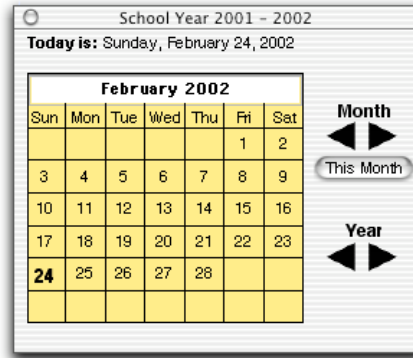 School Year 2001 - 2002
Today is: Sunday, February 24, 2002
February 2002
Sun Mon Tue Wed Thu Fri Sat
1 2
3 4 5 6 7 8 9
10 11 12 13 14 15 16
17 18 19 20 21 22 23
24 25 26 27 28
Month
This Month
Year